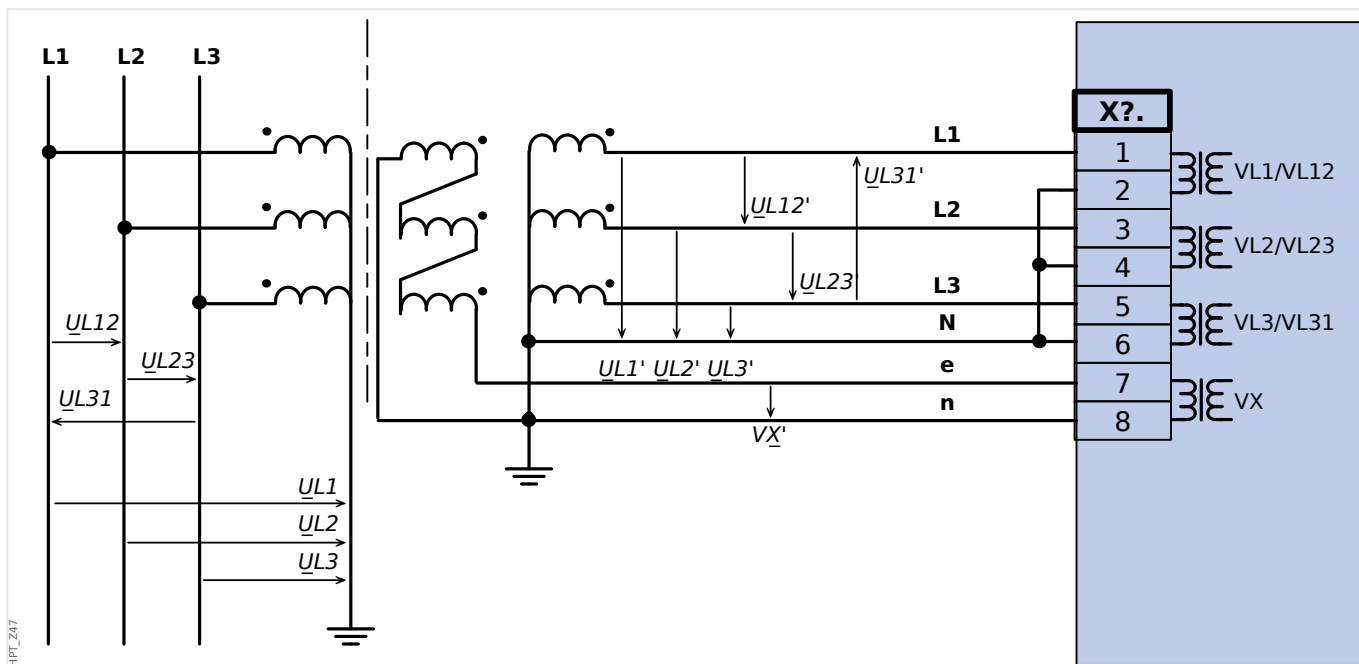 L1 L2 L3
X?.
L1
1
VL1/VL12
UL31'
2
UL12'
L2
3
VL2/VL23
4
UL23'
L3
5
VL3/VL31
UL12
N
6
UL23
UL1' UL2' UL3'
e
7
UL31
n
VX
8
VX'
UL1
UL2
UL3
HPT_Z47